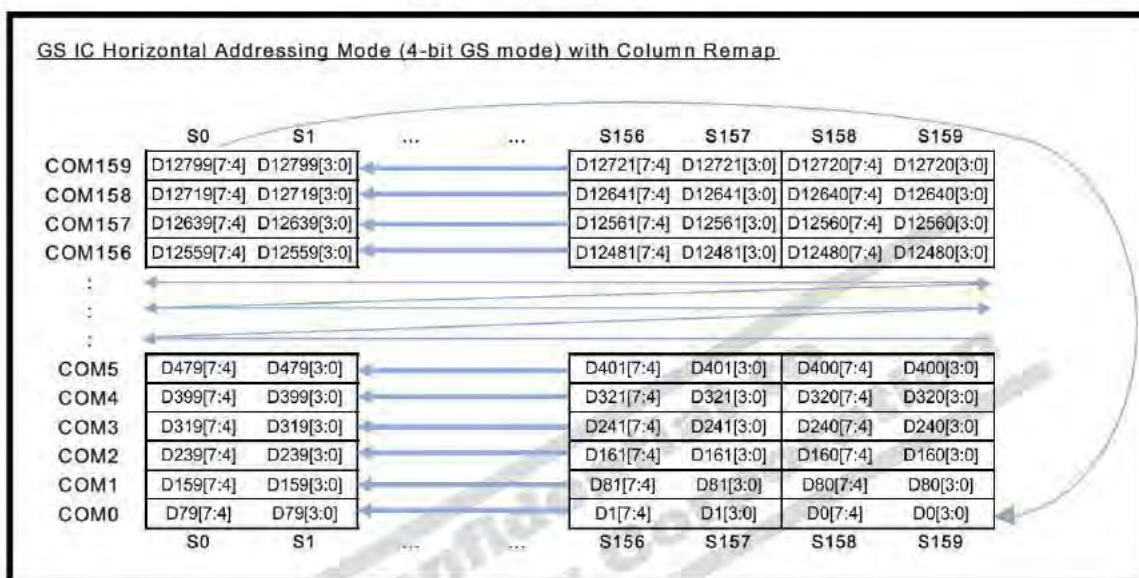 GS IC Horizontal Addressing Mode (4-bit GS mode) with Column Remap
S0 S1 ... ... S156 S157 S158 S159
COM159 D12799[7:4] D12799[3:0] D12721[7:4] D12721[3:0] D12720[7:4] D12720[3:0]
COM158 D12719[7:4] D12719[3:0] D12641[7:4] D12641[3:0] D12640[7:4] D12640[3:0]
COM157 D12639[7:4] D12639[3:0] D12561[7:4] D12561[3:0] D12560[7:4] D12560[3:0]
COM156 D12559[7:4] D12559[3:0] D12481[7:4] D12481[3:0] D12480[7:4] D12480[3:0]
:
:
:
COM5 D479[7:4] D479[3:0] D401[7:4] D401[3:0] D400[7:4] D400[3:0]
COM4 D399[7:4] D399[3:0] D321[7:4] D321[3:0] D320[7:4] D320[3:0]
COM3 D319[7:4] D319[3:0] D241[7:4] D241[3:0] D240[7:4] D240[3:0]
COM2 D239[7:4] D239[3:0] D161[7:4] D161[3:0] D160[7:4] D160[3:0]
COM1 D159[7:4] D159[3:0] D81[7:4] D81[3:0] D80[7:4] D80[3:0]
COM0 D79[7:4] D79[3:0] D1[7:4] D1[3:0] D0[7:4] D0[3:0]
S0 S1 ... ... S156 S157 S158 S159